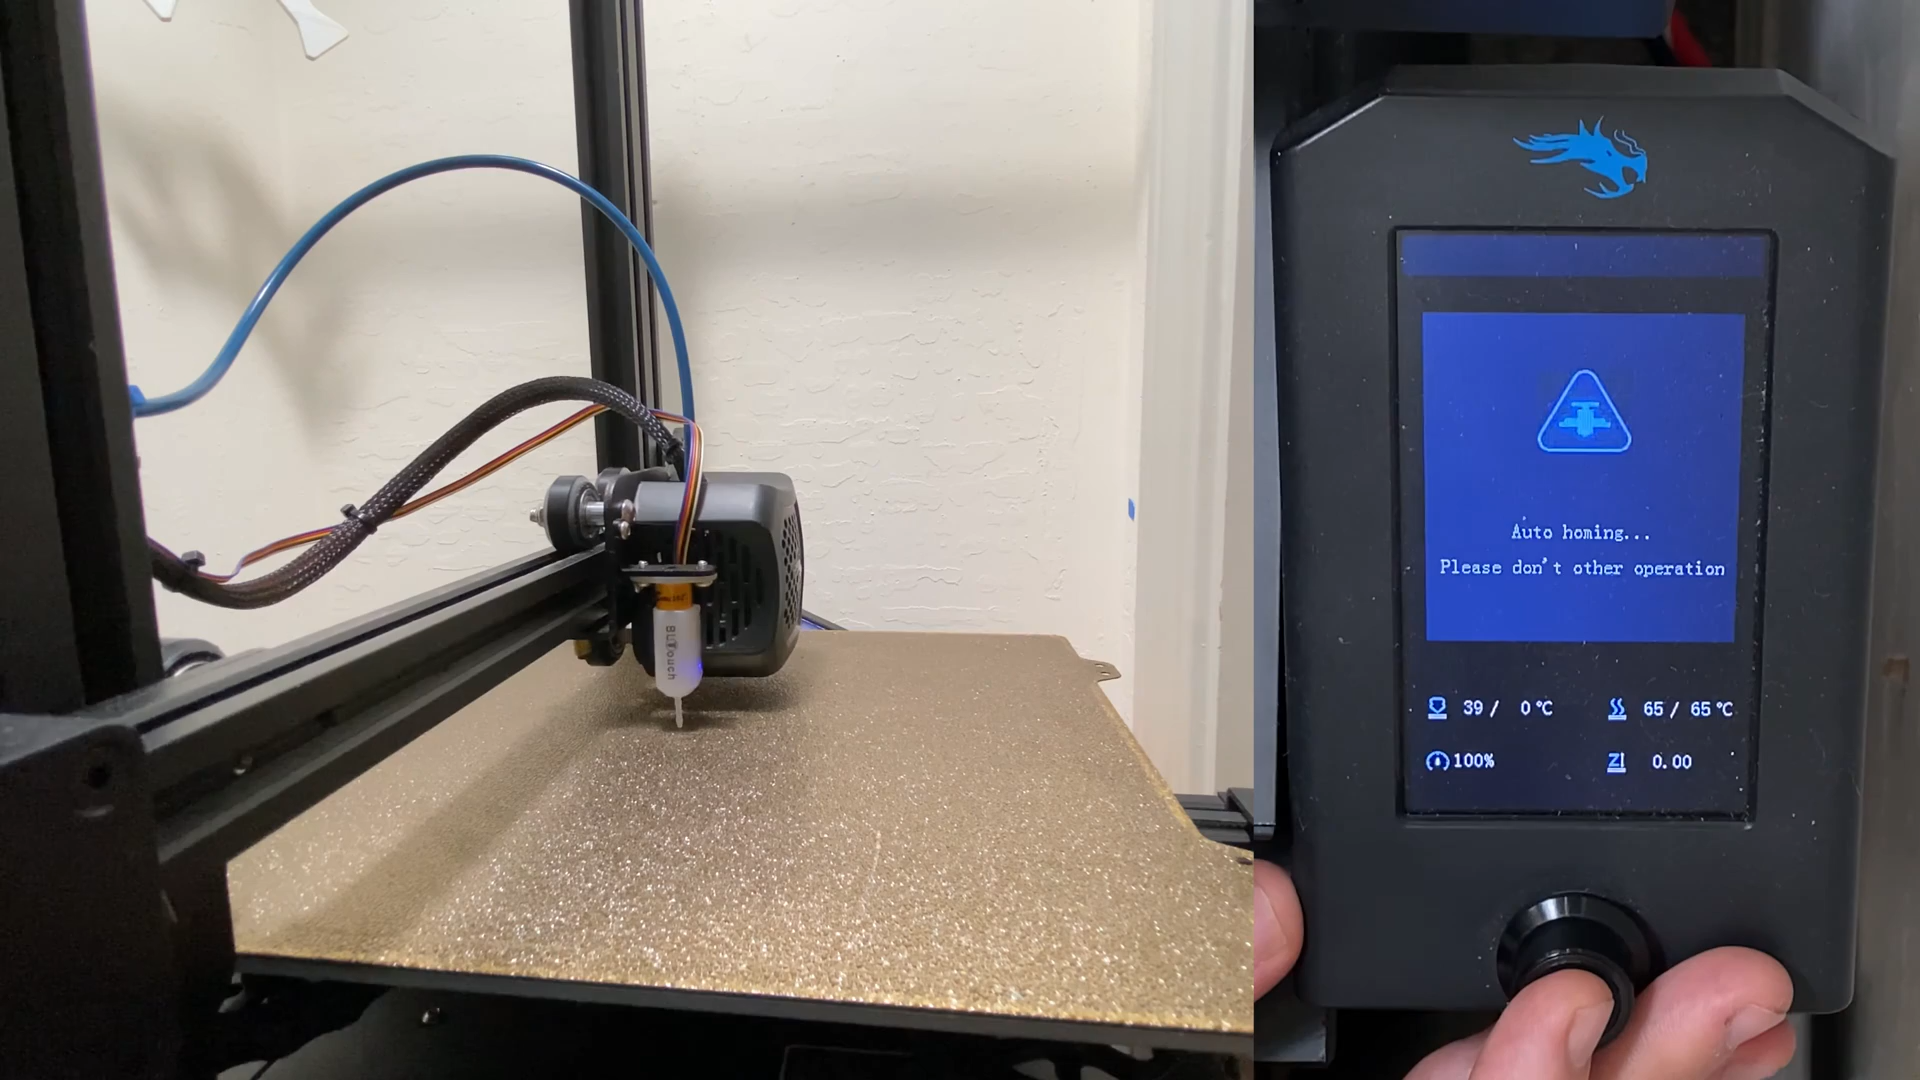 BLTouch
Auto homing...
Please don't other operation
39 / 0℃
65 / 65℃
100%
Z 0.00